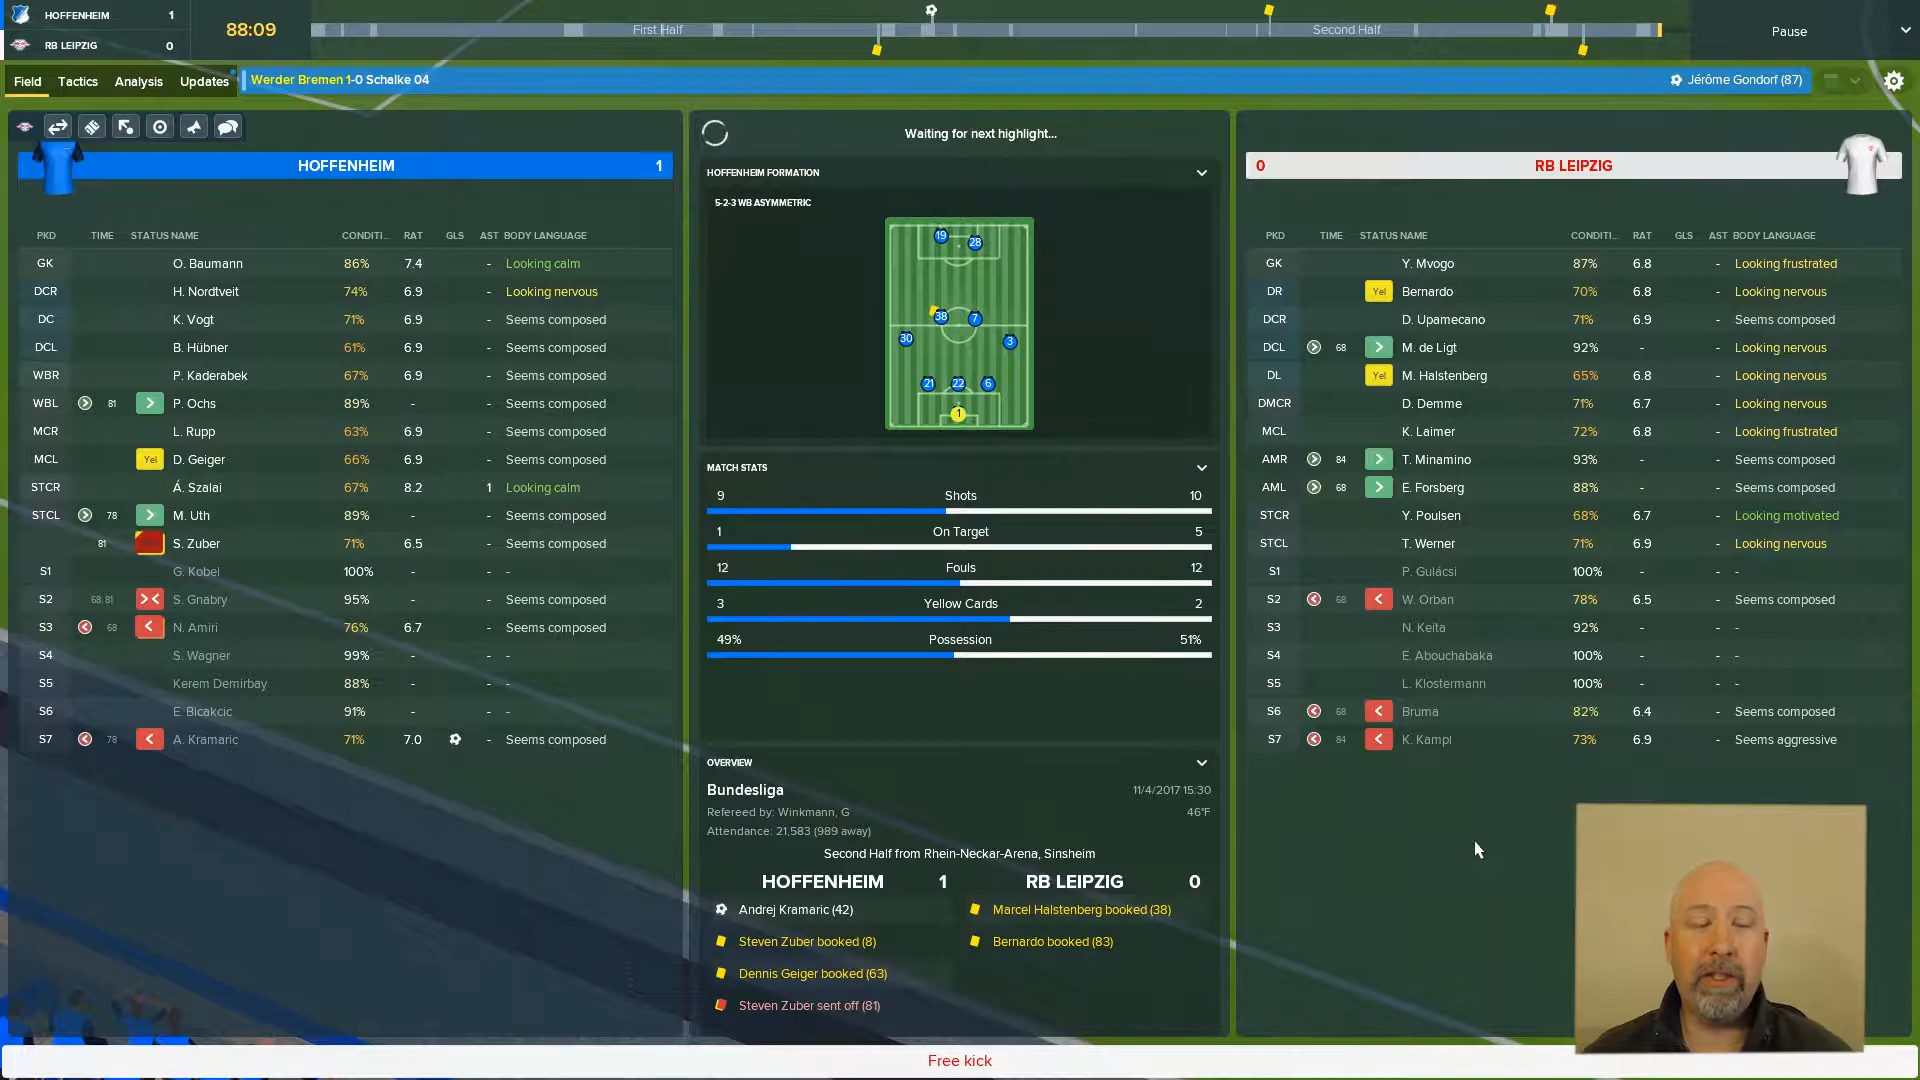 HOFFENHEIM 1
RB LEIPZIG 0
88:09
First Half
Second Half
Pause
Field Tactics Analysis Updates
Werder Bremen 1-0 Schalke 04
Jérôme Gondorf (87)
HOFFENHEIM 1
PKD TIME STATUS NAME CONDITI... RAT GLS AST BODY LANGUAGE
GK O. Baumann 86% 7.4 - Looking calm
DCR H. Nordtveit 74% 6.9 - Looking nervous
DC K. Vogt 71% 6.9 - Seems composed
DCL B. Hübner 61% 6.9 - Seems composed
WBR P. Kaderabek 67% 6.9 - Seems composed
WBL 81 P. Ochs 89% - - Seems composed
MCR L. Rupp 63% 6.9 - Seems composed
MCL Yel D. Geiger 66% 6.9 - Seems composed
STCR Á. Szalai 67% 8.2 1 Looking calm
STCL 78 M. Uth 89% - - Seems composed
81 S. Zuber 71% 6.5 - Seems composed
S1 G. Kobel 100% - - -
S2 68, 81 S. Gnabry 95% - - Seems composed
S3 68 N. Amiri 76% 6.7 - Seems composed
S4 S. Wagner 99% - - -
S5 Kerem Demirbay 88% - - -
S6 E. Bicakcic 91% - - -
S7 78 A. Kramaric 71% 7.0 - Seems composed
Waiting for next highlight...
HOFFENHEIM FORMATION
5-2-3 WB ASYMMETRIC
19
28
38
7
30
3
21
22
6
1
MATCH STATS
9 Shots 10
1 On Target 5
12 Fouls 12
3 Yellow Cards 2
49% Possession 51%
OVERVIEW
Bundesliga 11/4/2017 15:30
Refereed by: Winkmann, G 46°F
Attendance: 21,583 (989 away)
Second Half from Rhein-Neckar-Arena, Sinsheim
HOFFENHEIM 1 RB LEIPZIG 0
Andrej Kramaric (42) Marcel Halstenberg booked (38)
Steven Zuber booked (8) Bernardo booked (83)
Dennis Geiger booked (63)
Steven Zuber sent off (81)
0 RB LEIPZIG
PKD TIME STATUS NAME CONDITI... RAT GLS AST BODY LANGUAGE
GK Y. Mvogo 87% 6.8 - Looking frustrated
DR Yel Bernardo 70% 6.8 - Looking nervous
DCR D. Upamecano 71% 6.9 - Seems composed
DCL 68 M. de Ligt 92% - - Looking nervous
DL Yel M. Halstenberg 65% 6.8 - Looking nervous
DMCR D. Demme 71% 6.7 - Looking nervous
MCL K. Laimer 72% 6.8 - Looking frustrated
AMR 84 T. Minamino 93% - - Seems composed
AML 68 E. Forsberg 88% - - Seems composed
STCR Y. Poulsen 68% 6.7 - Looking motivated
STCL T. Werner 71% 6.9 - Looking nervous
S1 P. Gulácsi 100% - - -
S2 68 W. Orban 78% 6.5 - Seems composed
S3 N. Keïta 92% - - -
S4 E. Abouchabaka 100% - - -
S5 L. Klostermann 100% - - -
S6 68 Bruma 82% 6.4 - Seems composed
S7 84 K. Kampl 73% 6.9 - Seems aggressive
Free kick